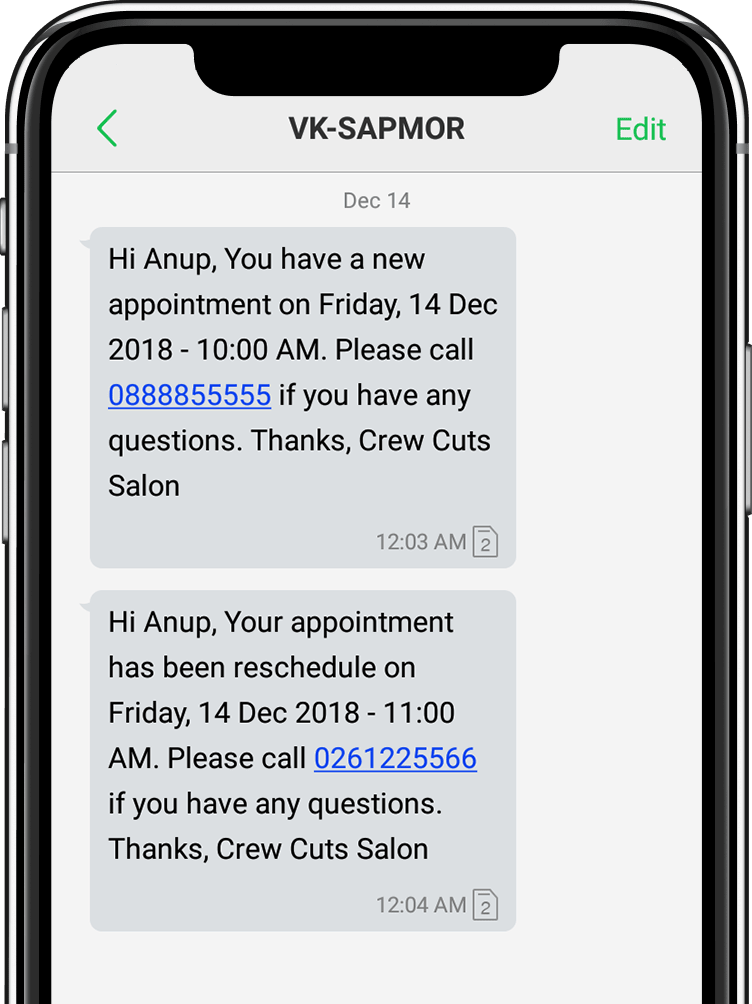 VK-SAPMOR
Edit
Dec 14
Hi Anup, You have a new
appointment on Friday, 14 Dec
2018 - 10:00 AM. Please call
0888855555 if you have any
questions. Thanks, Crew Cuts
Salon
12:03 AM 2
Hi Anup, Your appointment
has been reschedule on
Friday, 14 Dec 2018 - 11:00
AM. Please call 0261225566
if you have any questions.
Thanks, Crew Cuts Salon
12:04 AM 2